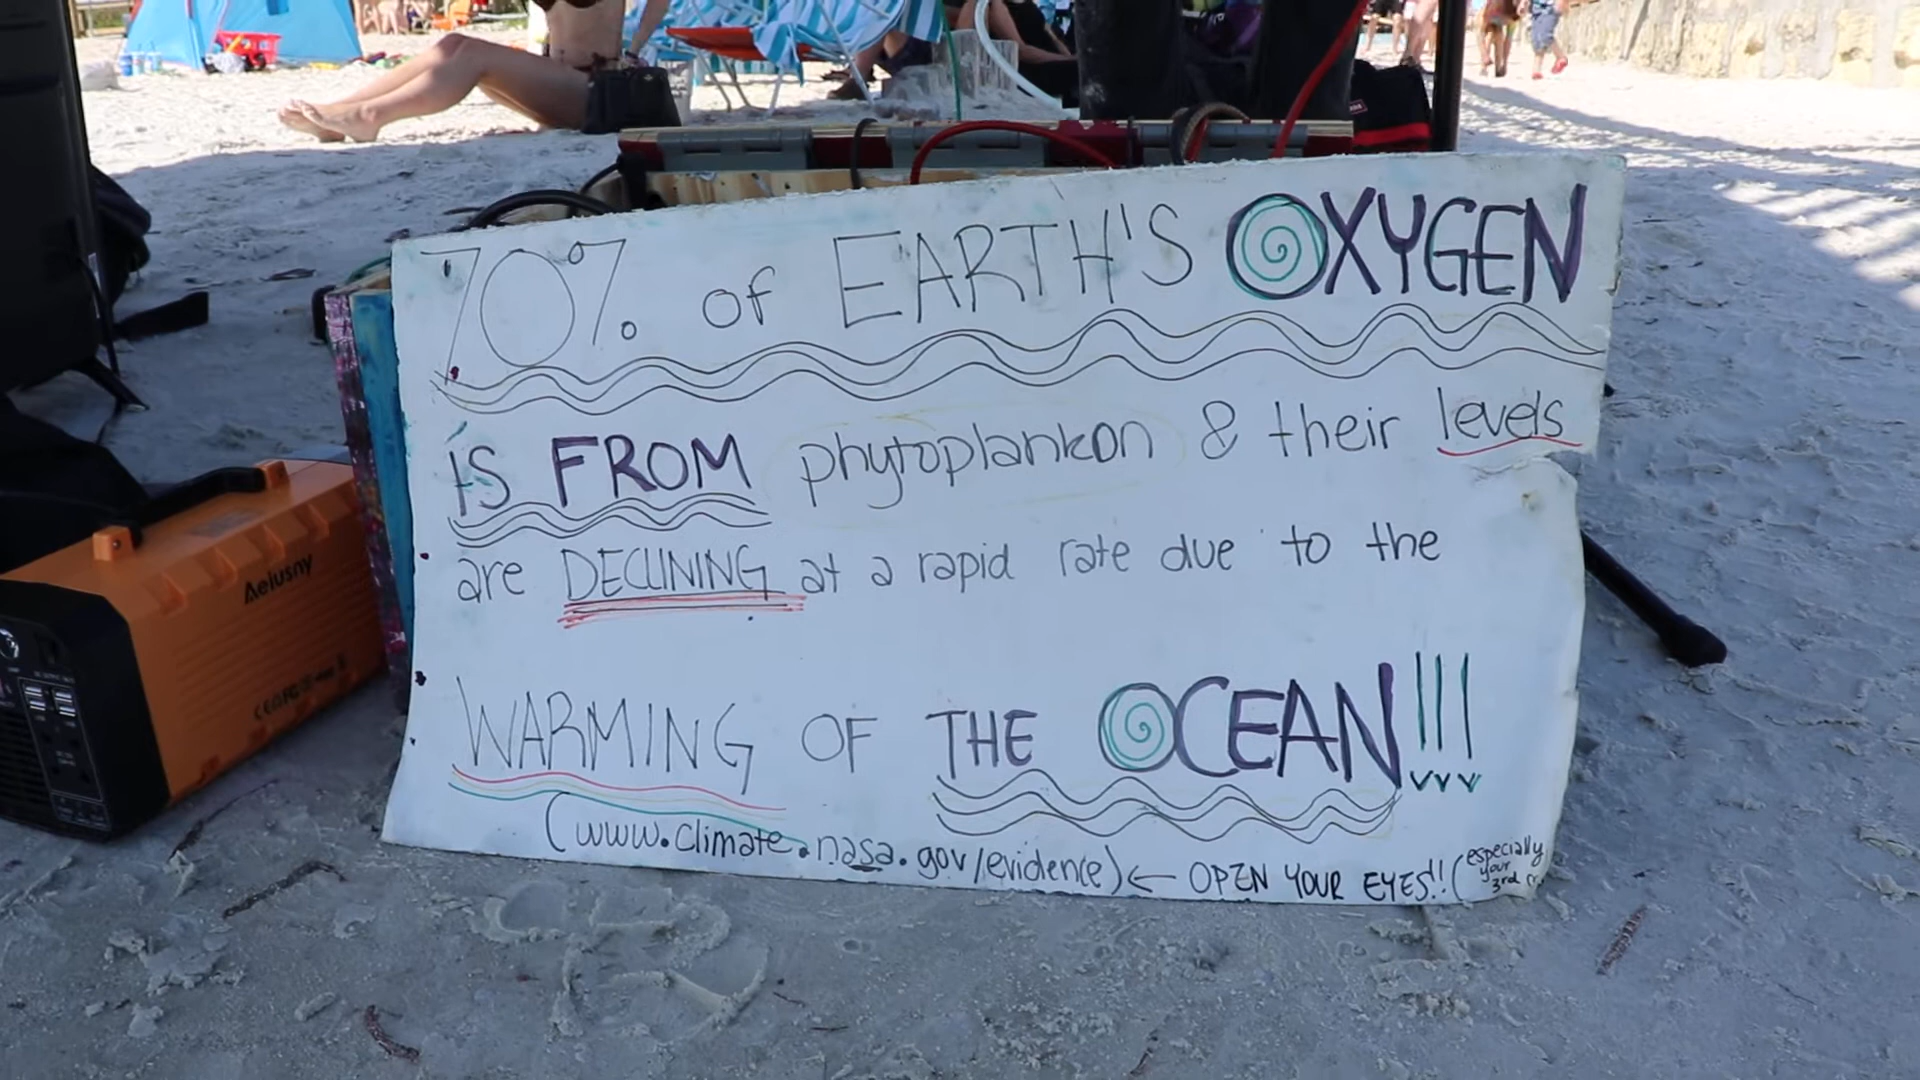 70% of EARTH'S OXYGEN
IS FROM phytoplankon & their levels
are DECLINING at a rapid rate due to the
WARMING OF THE OCEAN!!!
(www.climate.nasa.gov/evidence) ← OPEN YOUR EYES!! (especially
your
3rd
Aeiusny